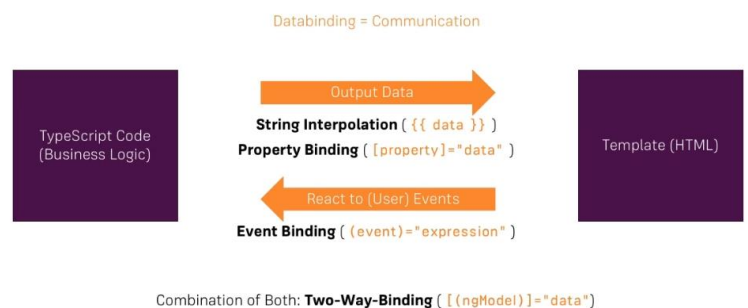 Databinding = Communication
TypeScript Code
(Business Logic)
Output Data
String Interpolation ( {{ data }} )
Property Binding ( [property]="data" )
React to (User) Events
Event Binding ( (event)="expression" )
Template (HTML)
Combination of Both: Two-Way-Binding ( [(ngModel)]="data")